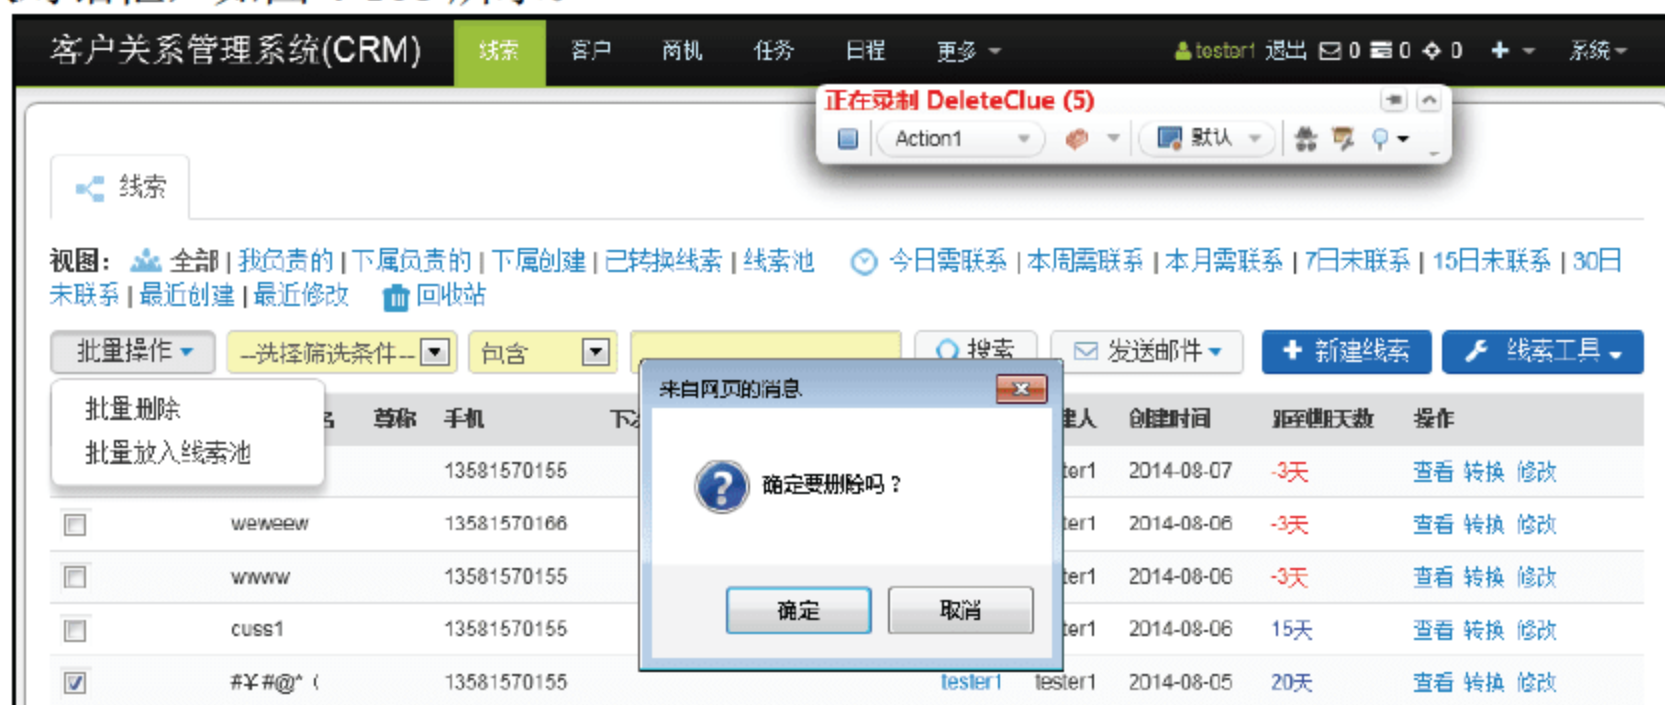 客户关系管理系统(CRM) 线索 客户 商机 任务 日程 更多 tester1 退出 0 0 0 系统
正在录制 DeleteClue (5)
Action1 默认
线索
视图： 全部 | 我负责的 | 下属负责的 | 下属创建 | 已转换线索 | 线索池 今日需联系 | 本周需联系 | 本月需联系 | 7日未联系 | 15日未联系 | 30日
未联系 | 最近创建 | 最近修改 回收站
批量操作 --选择筛选条件-- 包含 搜索 发送邮件 新建线索 线索工具
批量删除
批量放入线索池
尊称 手机 建人 创建时间 距到期天数 操作
13581570155 ter1 2014-08-07 -3天 查看 转换 修改
weweew 13581570166 ter1 2014-08-06 -3天 查看 转换 修改
wwww 13581570155 ter1 2014-08-06 -3天 查看 转换 修改
cuss1 13581570155 ter1 2014-08-06 15天 查看 转换 修改
#¥#@*（ 13581570155 tester1 tester1 2014-08-05 20天 查看 转换 修改
来自网页的消息
确定要删除吗？
确定 取消